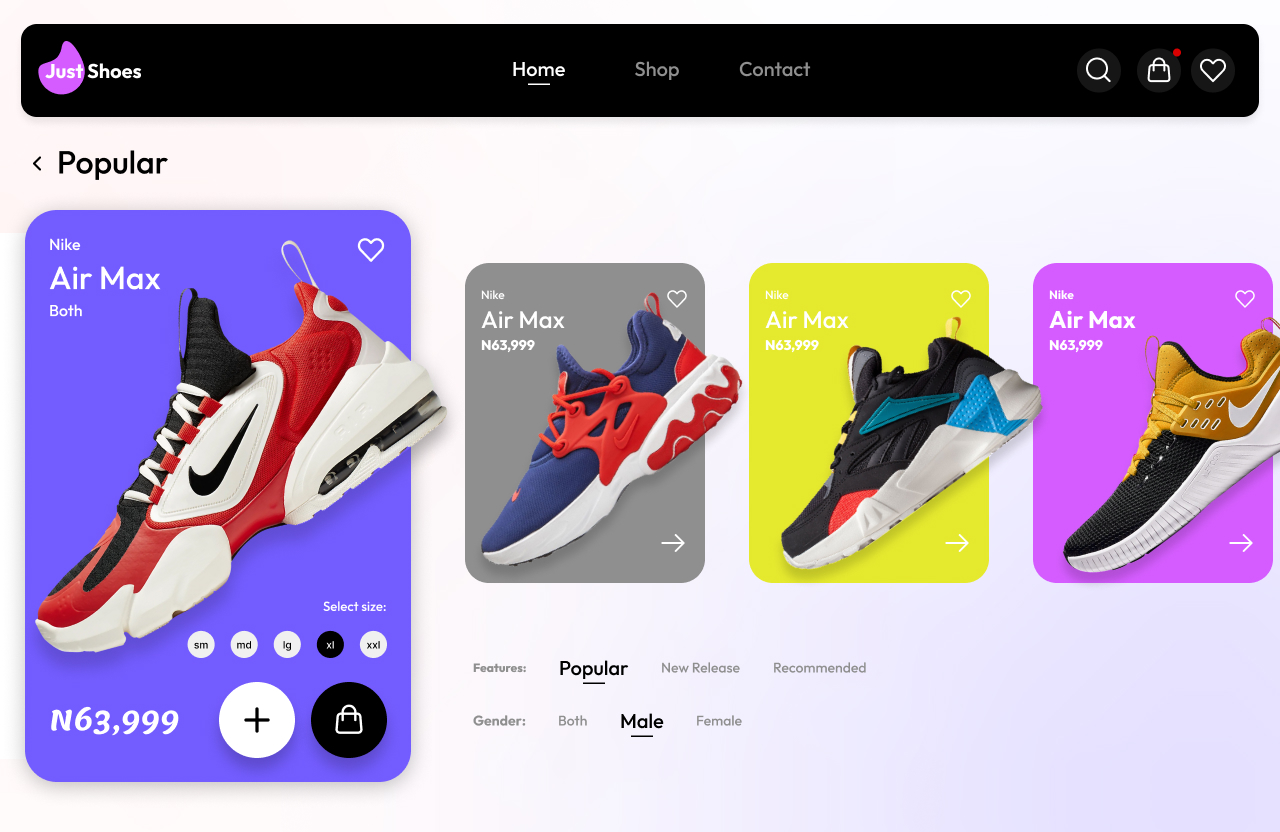 Just Shoes
Home
Shop
Contact
Popular
Nike
Air Max
Both
Select size:
sm
md
lg
xl
xxl
N63,999
Nike
Air Max
N63,999
Nike
Air Max
N63,999
Nike
Air Max
N63,999
Features:
Popular
New Release
Recommended
Gender:
Both
Male
Female